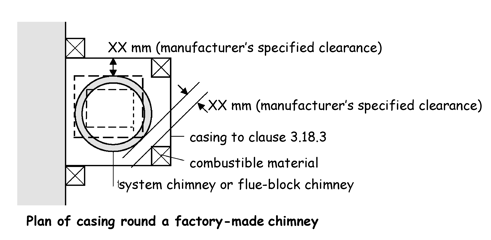 XX mm (manufacturer's specified clearance)
XX mm (manufacturer's specified clearance)
casing to clause 3.18.3
combustible material
system chimney or flue-block chimney
Plan of casing round a factory-made chimney